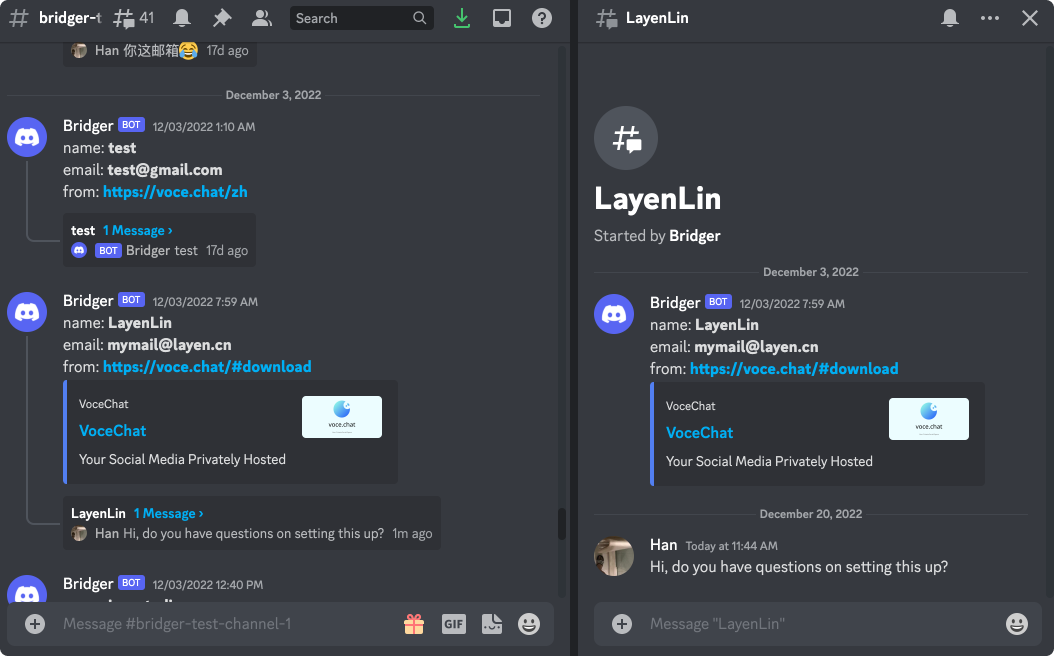 bridger-t 41 Search
Han 你这邮箱😂 17d ago
December 3, 2022
Bridger BOT 12/03/2022 1:10 AM
name: test
email: test@gmail.com
from: https://voce.chat/zh
test 1 Message ›
BOT Bridger test 17d ago
Bridger BOT 12/03/2022 7:59 AM
name: LayenLin
email: mymail@layen.cn
from: https://voce.chat/#download
VoceChat
voce.chat
VoceChat
Your Social Media Privately Hosted
LayenLin 1 Message ›
Han Hi, do you have questions on setting this up? 1m ago
Bridger BOT 12/03/2022 12:40 PM
Message #bridger-test-channel-1
GIF
LayenLin
LayenLin
Started by Bridger
December 3, 2022
Bridger BOT 12/03/2022 7:59 AM
name: LayenLin
email: mymail@layen.cn
from: https://voce.chat/#download
VoceChat
voce.chat
VoceChat
Your Social Media Privately Hosted
December 20, 2022
Han Today at 11:44 AM
Hi, do you have questions on setting this up?
Message "LayenLin"